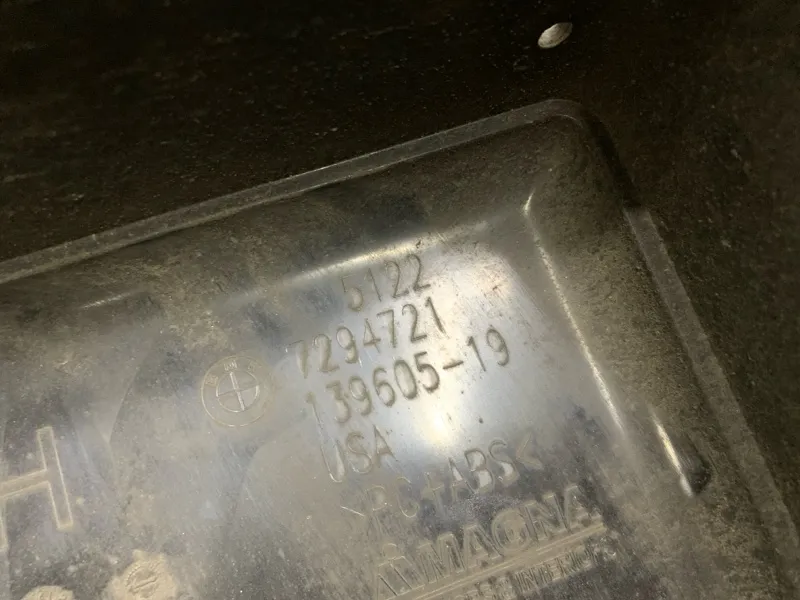 5122
7294721
139605-19
USA
>PC+ABS<
MAGNA
H